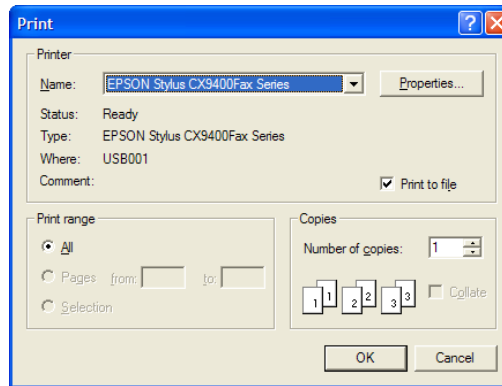 Print
Printer
Name: EPSON Stylus CX9400Fax Series Properties...
Status: Ready
Type: EPSON Stylus CX9400Fax Series
Where: USB001
Comment: Print to file
Print range
All
Pages from: to:
Selection
Copies
Number of copies: 1
1 1 2 2 3 3 Collate
OK Cancel